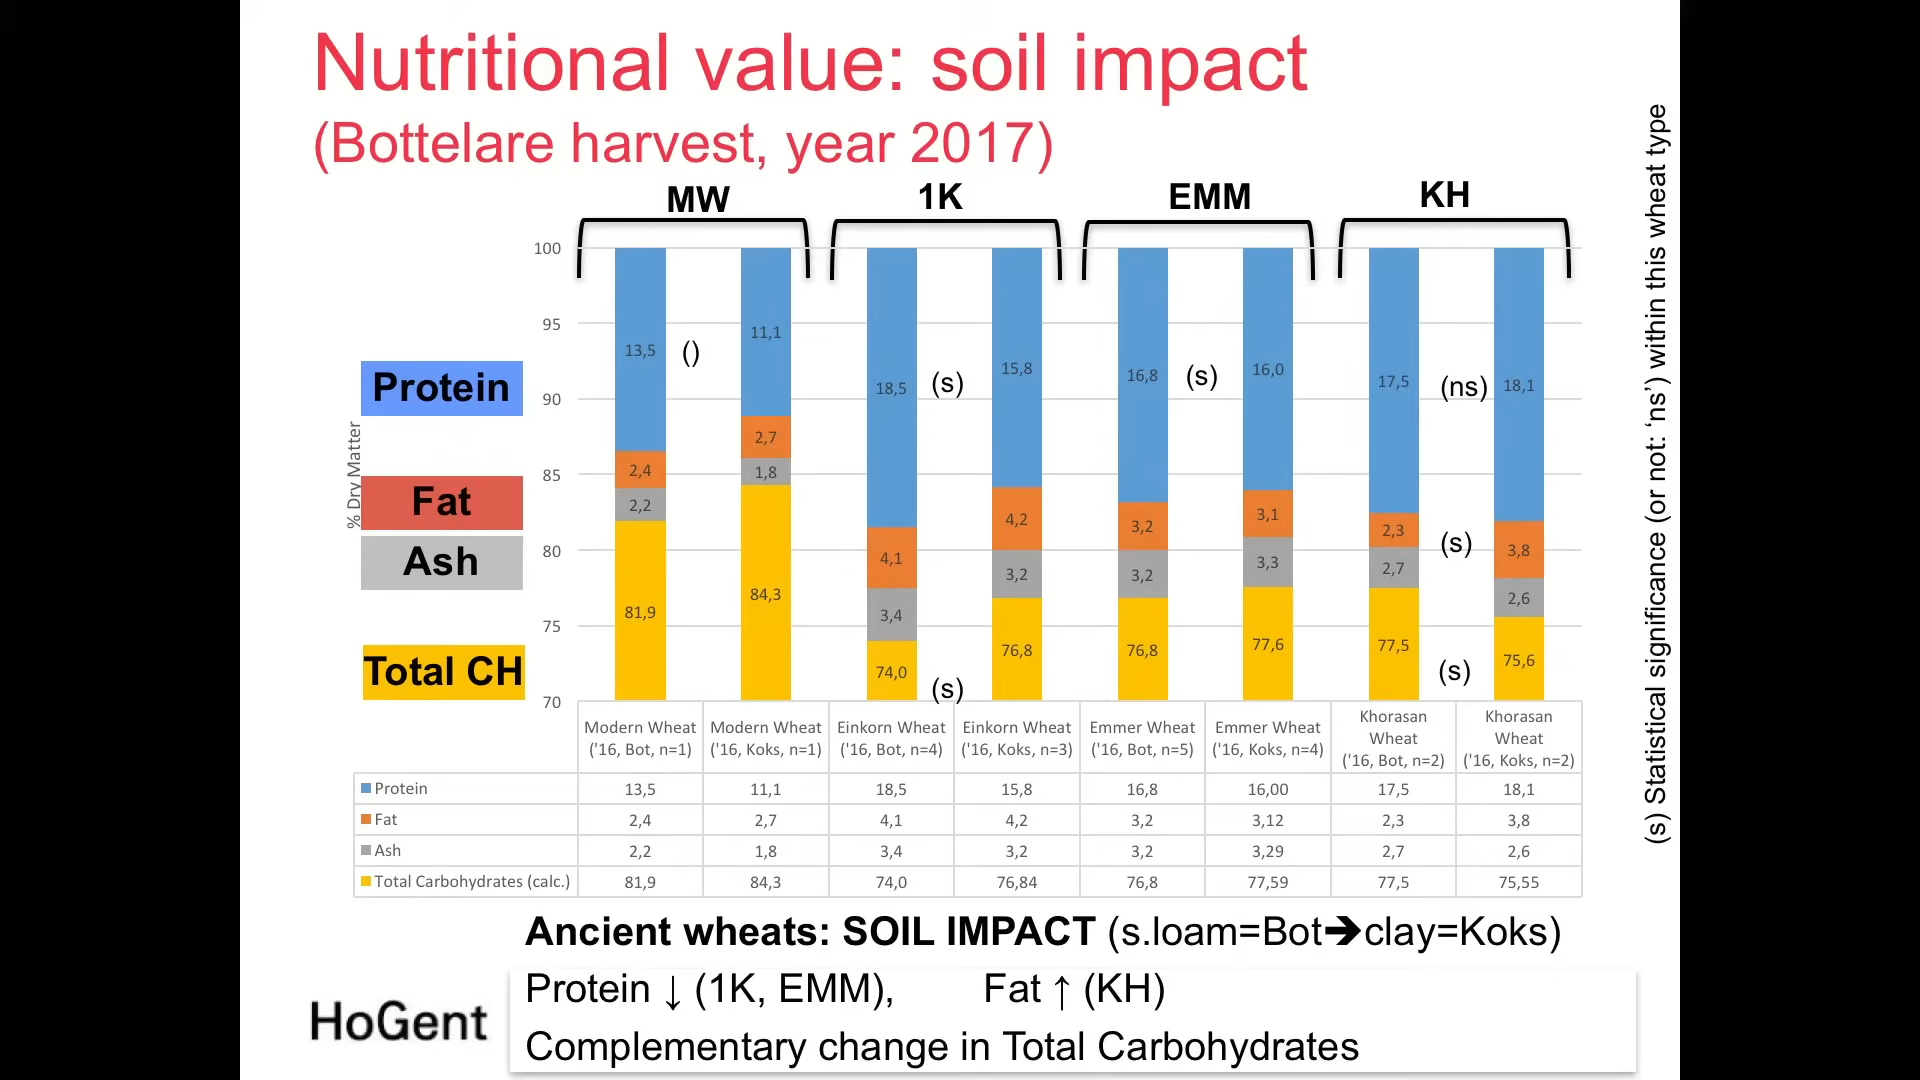 Nutritional value: soil impact
(Bottelare harvest, year 2017)
MW 1K EMM KH
100
95
90
85
80
75
70
% Dry Matter
Protein
Fat
Ash
Total CH
13,5 () 11,1 18,5 (s) 15,8 16,8 (s) 16,0 17,5 (ns) 18,1
2,4 2,7 4,1 4,2 3,2 3,1 2,3 (s) 3,8
2,2 1,8 3,4 3,2 3,2 3,3 2,7 2,6
81,9 84,3 74,0 (s) 76,8 76,8 77,6 77,5 (s) 75,6
Modern Wheat ('16, Bot, n=1)
Modern Wheat ('16, Koks, n=1)
Einkorn Wheat ('16, Bot, n=4)
Einkorn Wheat ('16, Koks, n=3)
Emmer Wheat ('16, Bot, n=5)
Emmer Wheat ('16, Koks, n=4)
Khorasan Wheat ('16, Bot, n=2)
Khorasan Wheat ('16, Koks, n=2)
Protein 13,5 11,1 18,5 15,8 16,8 16,00 17,5 18,1
Fat 2,4 2,7 4,1 4,2 3,2 3,12 2,3 3,8
Ash 2,2 1,8 3,4 3,2 3,2 3,29 2,7 2,6
Total Carbohydrates (calc.) 81,9 84,3 74,0 76,84 76,8 77,59 77,5 75,55
(s) Statistical significance (or not: ‘ns’) within this wheat type
Ancient wheats: SOIL IMPACT (s.loam=Bot➔clay=Koks)
Protein ↓ (1K, EMM), Fat ↑ (KH)
Complementary change in Total Carbohydrates
HoGent